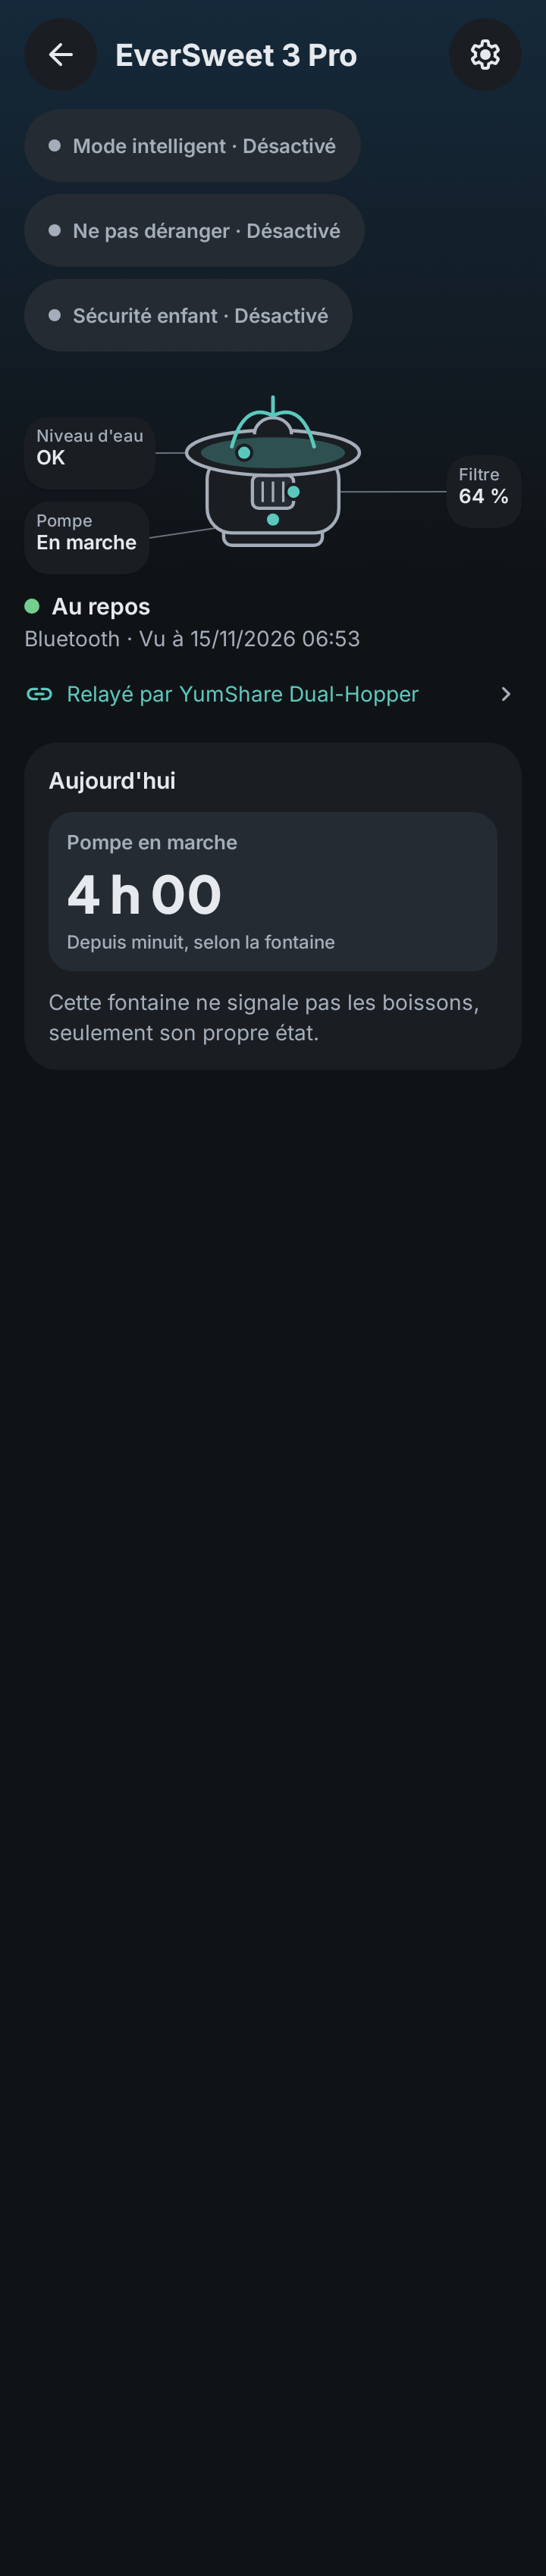 EverSweet 3 Pro
Mode intelligent · Désactivé
Ne pas déranger · Désactivé
Sécurité enfant · Désactivé
Niveau d'eau
OK
Filtre
64 %
Pompe
En marche
Au repos
Bluetooth · Vu à 15/11/2026 06:53
Relayé par YumShare Dual-Hopper
Aujourd'hui
Pompe en marche
4 h 00
Depuis minuit, selon la fontaine
Cette fontaine ne signale pas les boissons,
seulement son propre état.